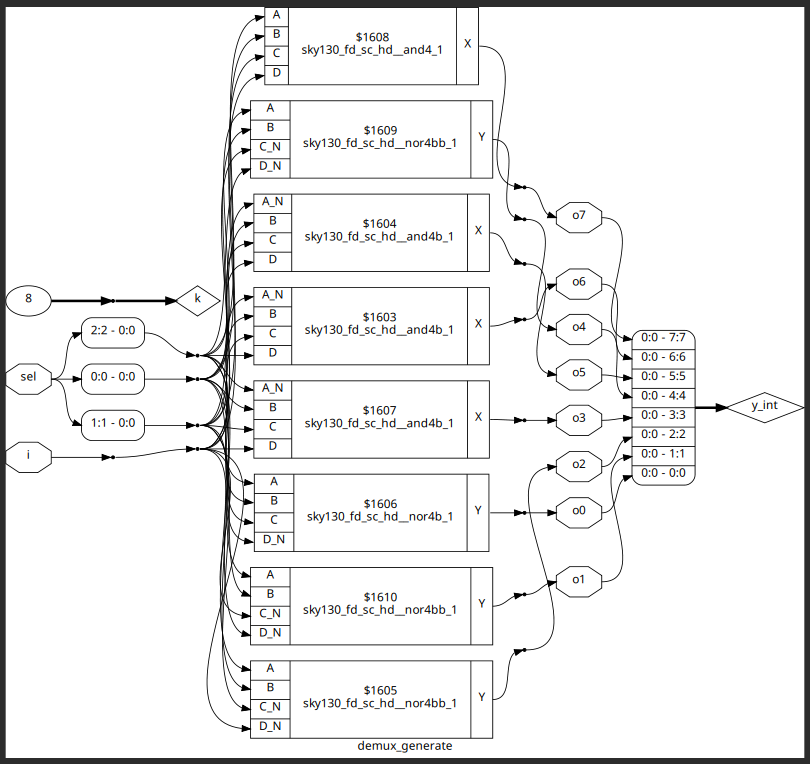 A
B
C
D
$1608
sky130_fd_sc_hd__and4_1
X
A
B
C_N
D_N
$1609
sky130_fd_sc_hd__nor4bb_1
Y
A_N
B
C
D
$1604
sky130_fd_sc_hd__and4b_1
X
A_N
B
C
D
$1603
sky130_fd_sc_hd__and4b_1
X
A_N
B
C
D
$1607
sky130_fd_sc_hd__and4b_1
X
A
B
C
D_N
$1606
sky130_fd_sc_hd__nor4b_1
Y
A
B
C_N
D_N
$1610
sky130_fd_sc_hd__nor4bb_1
Y
A
B
C_N
D_N
$1605
sky130_fd_sc_hd__nor4bb_1
Y
8
k
2:2 - 0:0
sel
0:0 - 0:0
1:1 - 0:0
i
o7
o6
o4
o5
o3
o2
o0
o1
0:0 - 7:7
0:0 - 6:6
0:0 - 5:5
0:0 - 4:4
0:0 - 3:3
0:0 - 2:2
0:0 - 1:1
0:0 - 0:0
y_int
demux_generate